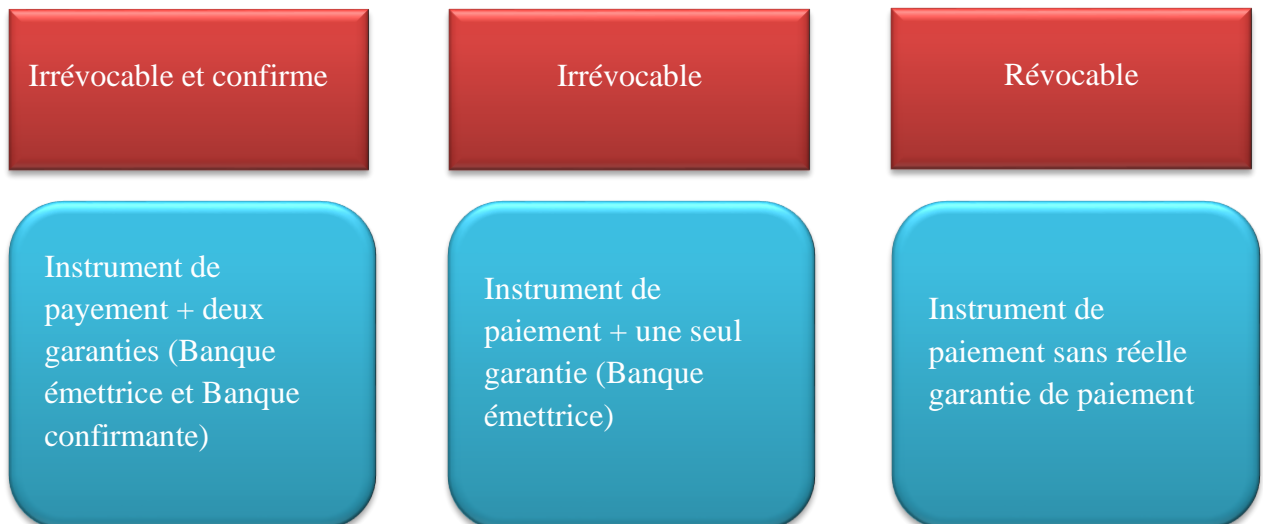 Irrévocable et confirme
Irrévocable
Révocable
Instrument de
payement + deux
garanties (Banque
émettrice et Banque
confirmante)
Instrument de
paiement + une seul
garantie (Banque
émettrice)
Instrument de
paiement sans réelle
garantie de paiement